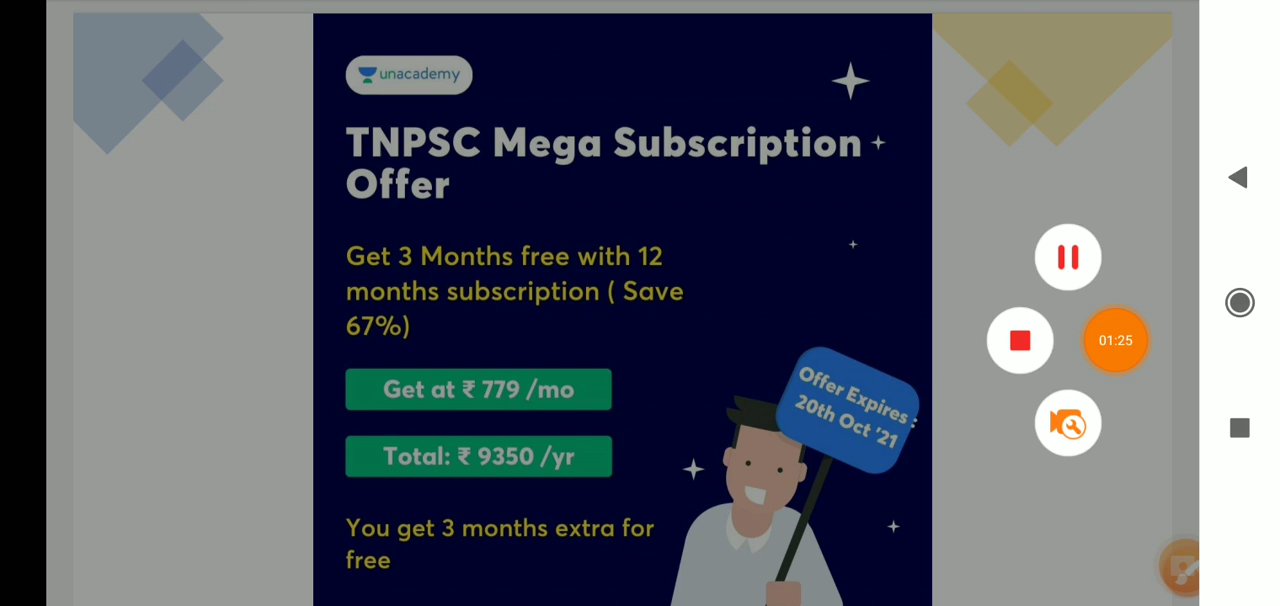 unacademy
TNPSC Mega Subscription
Offer
Get 3 Months free with 12
months subscription ( Save
67%)
Get at ₹ 779 /mo
Total: ₹ 9350 /yr
You get 3 months extra for
free
Offer Expires :
20th Oct '21
01:25